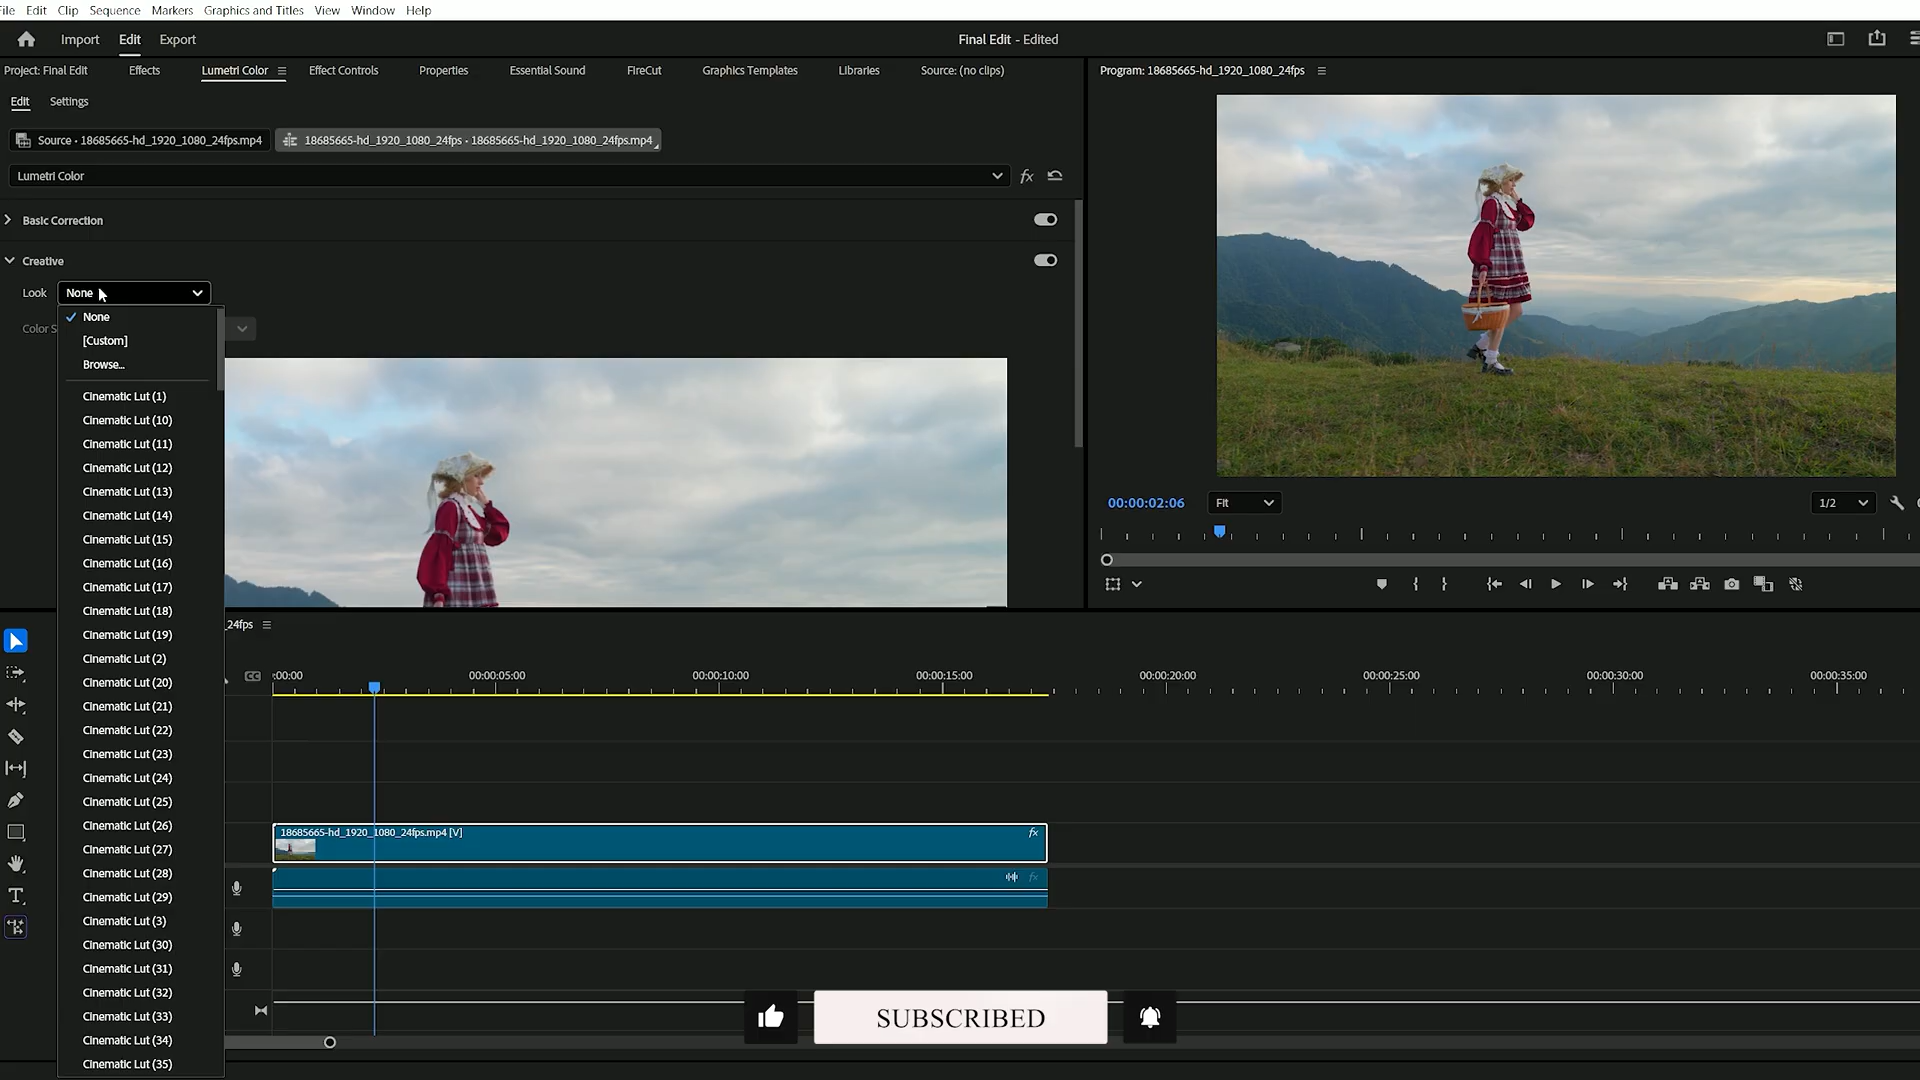 File Edit Clip Sequence Markers Graphics and Titles View Window Help
Import Edit Export
Final Edit - Edited
Project: Final Edit Effects Lumetri Color Effect Controls Properties Essential Sound FireCut Graphics Templates Libraries Source: (no clips)
Program: 18685665-hd_1920_1080_24fps
Edit Settings
Source • 18685665-hd_1920_1080_24fps.mp4 18685665-hd_1920_1080_24fps • 18685665-hd_1920_1080_24fps.mp4
Lumetri Color fx
Basic Correction
Creative
Look None
Color S
None
[Custom]
Browse...
Cinematic Lut (1)
Cinematic Lut (10)
Cinematic Lut (11)
Cinematic Lut (12)
Cinematic Lut (13)
Cinematic Lut (14)
Cinematic Lut (15)
Cinematic Lut (16)
Cinematic Lut (17)
Cinematic Lut (18)
Cinematic Lut (19)
Cinematic Lut (2)
Cinematic Lut (20)
Cinematic Lut (21)
Cinematic Lut (22)
Cinematic Lut (23)
Cinematic Lut (24)
Cinematic Lut (25)
Cinematic Lut (26)
Cinematic Lut (27)
Cinematic Lut (28)
Cinematic Lut (29)
Cinematic Lut (3)
Cinematic Lut (30)
Cinematic Lut (31)
Cinematic Lut (32)
Cinematic Lut (33)
Cinematic Lut (34)
Cinematic Lut (35)
00:00:02:06 Fit 1/2
_24fps
CC :00:00 00:00:05:00 00:00:10:00 00:00:15:00 00:00:20:00 00:00:25:00 00:00:30:00 00:00:35:00
18685665-hd_1920_1080_24fps.mp4 [V] fx
fx
SUBSCRIBED